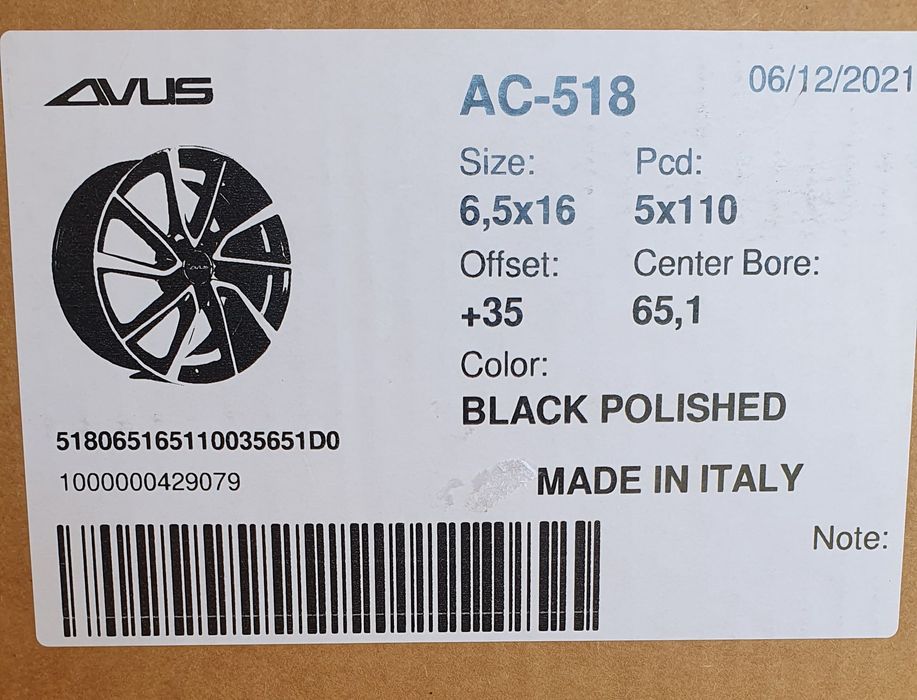 AVUS
AC-518
06/12/2021
Size:
Pcd:
6,5x16
5x110
Offset:
Center Bore:
+35
65,1
Color:
BLACK POLISHED
518065165110035651D0
1000000429079
MADE IN ITALY
Note:
AVUS